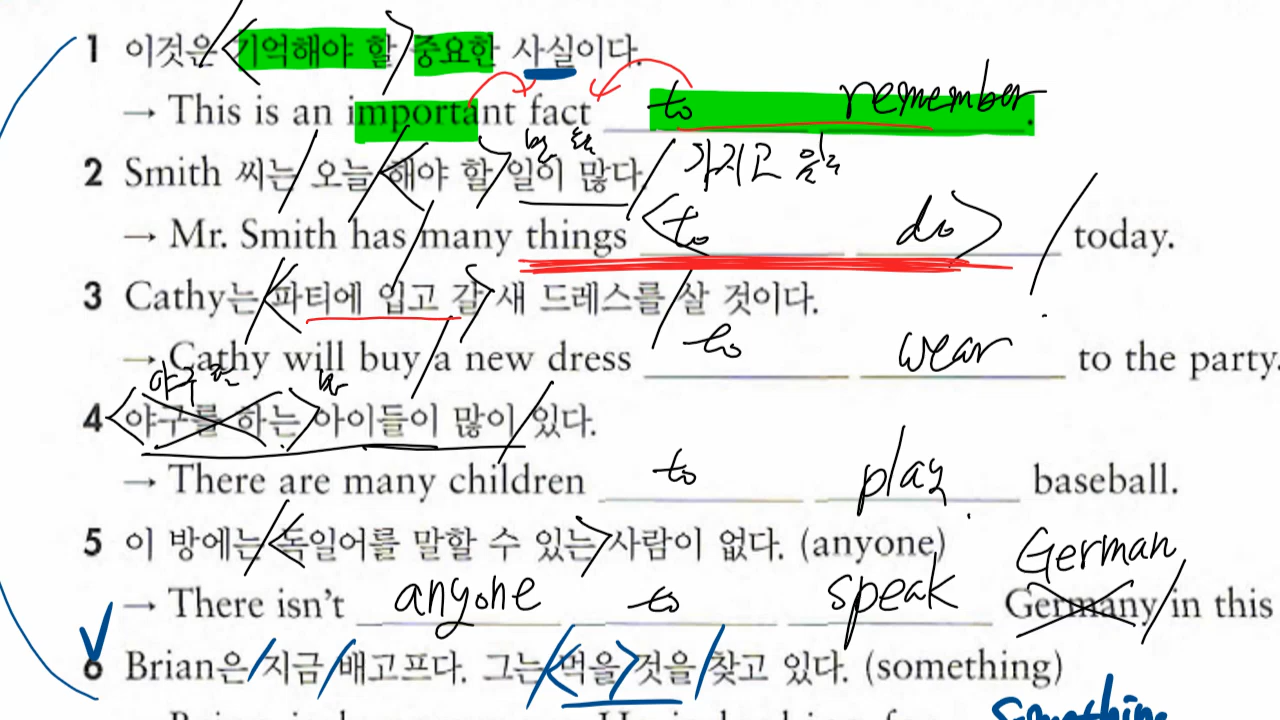 1 이것은 기억해야 할 중요한 사실이다.
→ This is an important fact to remember.
2 Smith 씨는 오늘 해야 할 일이 많다. 가지고 있
→ Mr. Smith has many things to do today.
3 Cathy는 파티에 입고 갈 새 드레스를 살 것이다.
→ Cathy will buy a new dress to wear to the party.
야구 할
4 야구를 하는 아이들이 많이 있다.
→ There are many children to play baseball.
5 이 방에는 독일어를 말할 수 있는 사람이 없다. (anyone)
German
→ There isn't anyone to speak Germany in this
6 Brian은 지금 배고프다. 그는 먹을 것을 찾고 있다. (something)
Something